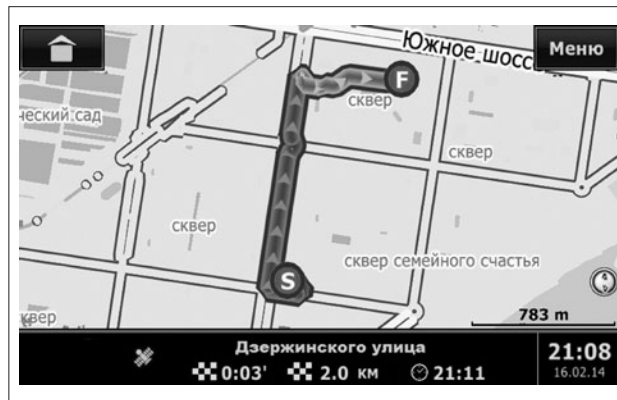 Южное шосс
Меню
F
сквер
ческий сад
сквер
сквер
S
сквер семейного счастья
квер
783 m
Дзержинского улица
0:03' 2.0 км 21:11
21:08
16.02.14